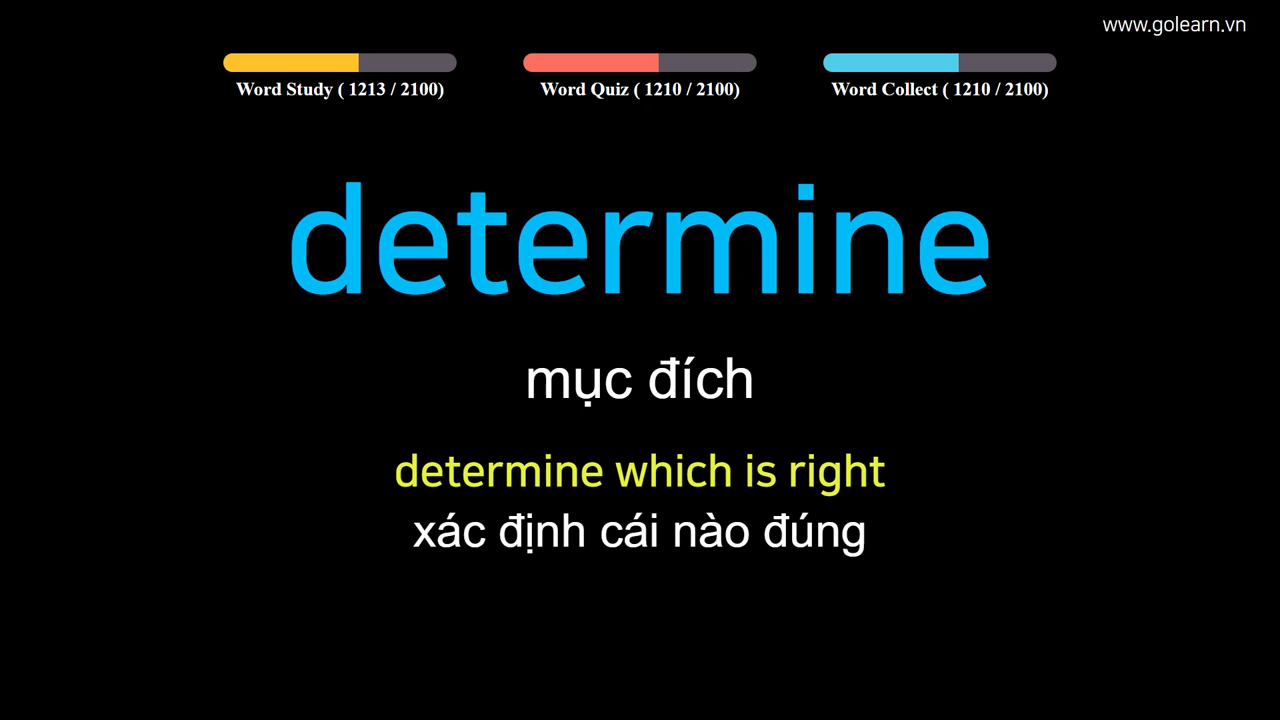 www.golearn.vn
Word Study ( 1213 / 2100)
Word Quiz ( 1210 / 2100)
Word Collect ( 1210 / 2100)
determine
mục đích
determine which is right
xác định cái nào đúng